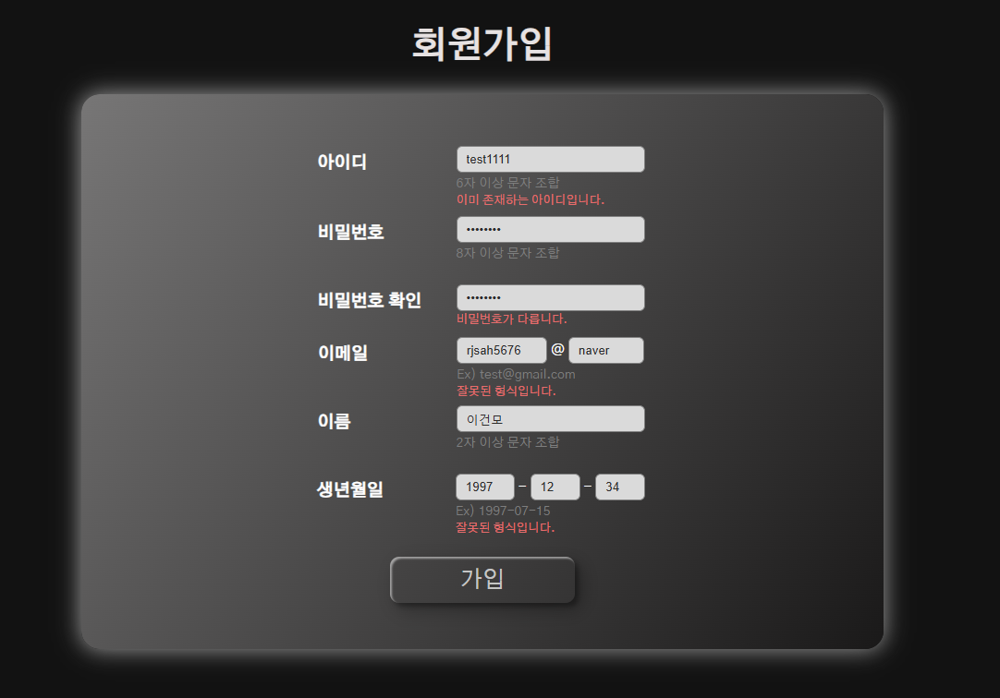 회원가입
아이디 test1111
6자 이상 문자 조합
이미 존재하는 아이디입니다.
비밀번호 ••••••••
8자 이상 문자 조합
비밀번호 확인 ••••••••
비밀번호가 다릅니다.
이메일 rjsah5676 @ naver
Ex) test@gmail.com
잘못된 형식입니다.
이름 이건모
2자 이상 문자 조합
생년월일 1997 - 12 - 34
Ex) 1997-07-15
잘못된 형식입니다.
가입